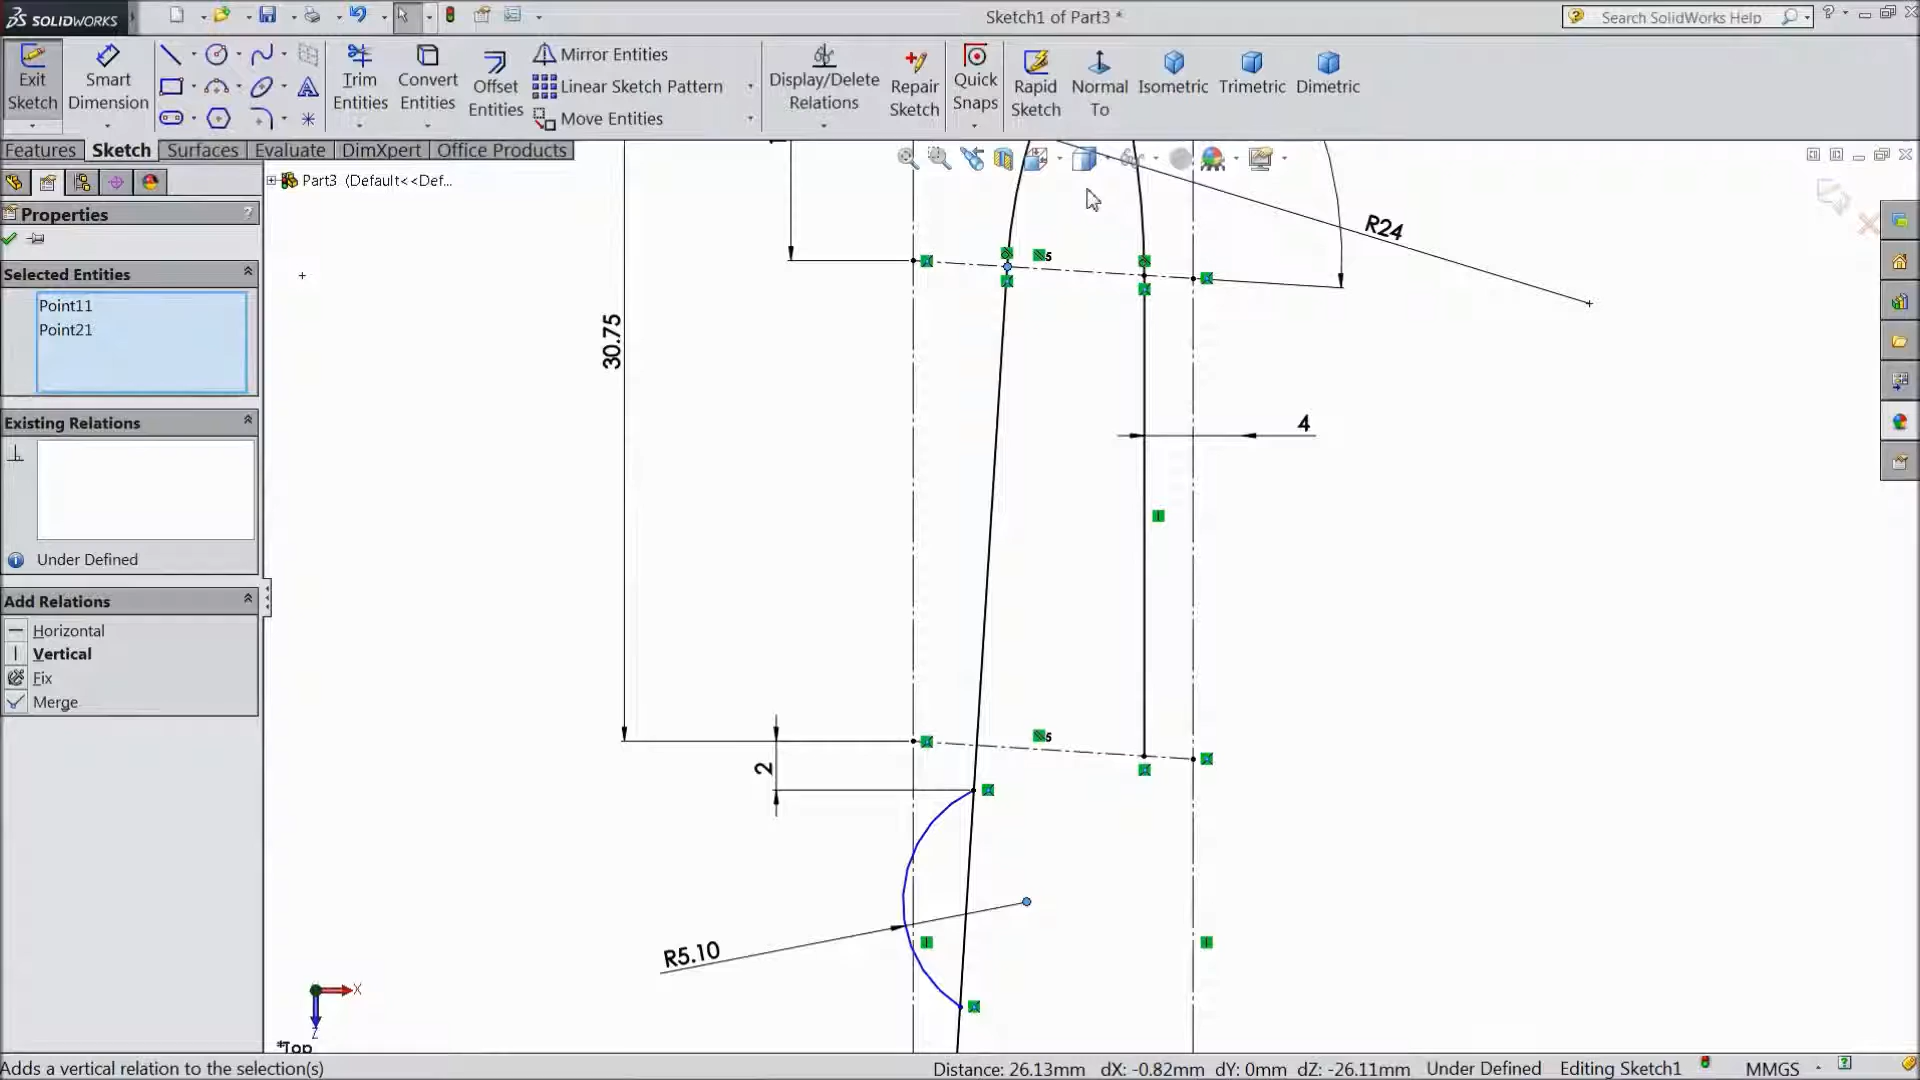 SOLIDWORKS
Sketch1 of Part3 *
Search SolidWorks Help
Exit Sketch
Smart Dimension
Trim Entities
Convert Entities
Offset Entities
Mirror Entities
Linear Sketch Pattern
Move Entities
Display/Delete Relations
Repair Sketch
Quick Snaps
Rapid Sketch
Normal To
Isometric
Trimetric
Dimetric
Features
Sketch
Surfaces
Evaluate
DimXpert
Office Products
Part3 (Default<<Def...
Properties
?
Selected Entities
Point11
Point21
Existing Relations
Under Defined
Add Relations
Horizontal
Vertical
Fix
Merge
R24
5
30.75
4
5
2
R5.10
X
Z
*Top
Adds a vertical relation to the selection(s)
Distance: 26.13mm dX: -0.82mm dY: 0mm dZ: -26.11mm Under Defined Editing Sketch1 MMGS